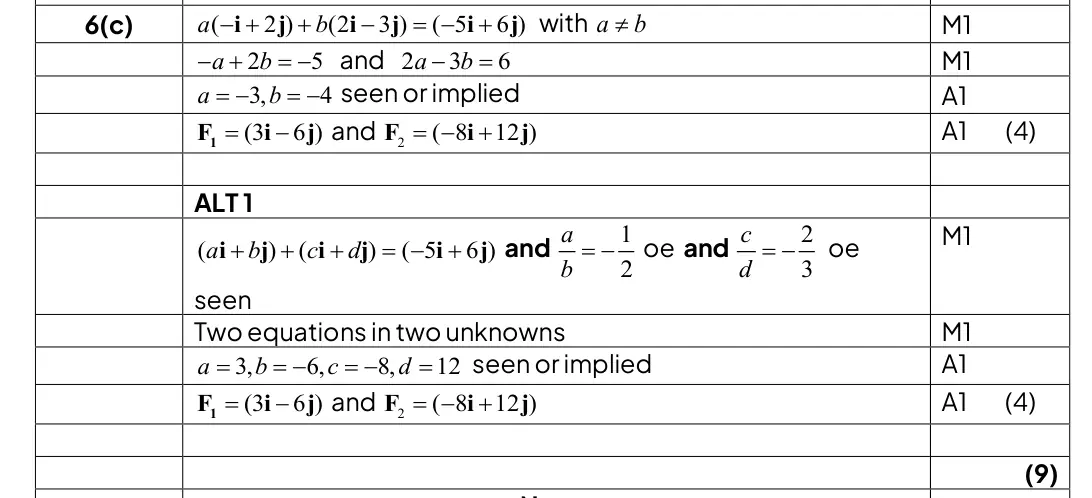 6(c) a(−i + 2j) + b(2i − 3j) = (−5i + 6j) with a ≠ b M1
−a + 2b = −5 and 2a − 3b = 6 M1
a = −3, b = −4 seen or implied A1
F₁ = (3i − 6j) and F₂ = (−8i + 12j) A1 (4)
ALT 1
(ai + bj) + (ci + dj) = (−5i + 6j) and a/b = −1/2 oe and c/d = −2/3 oe M1
seen
Two equations in two unknowns M1
a = 3, b = −6, c = −8, d = 12 seen or implied A1
F₁ = (3i − 6j) and F₂ = (−8i + 12j) A1 (4)
(9)